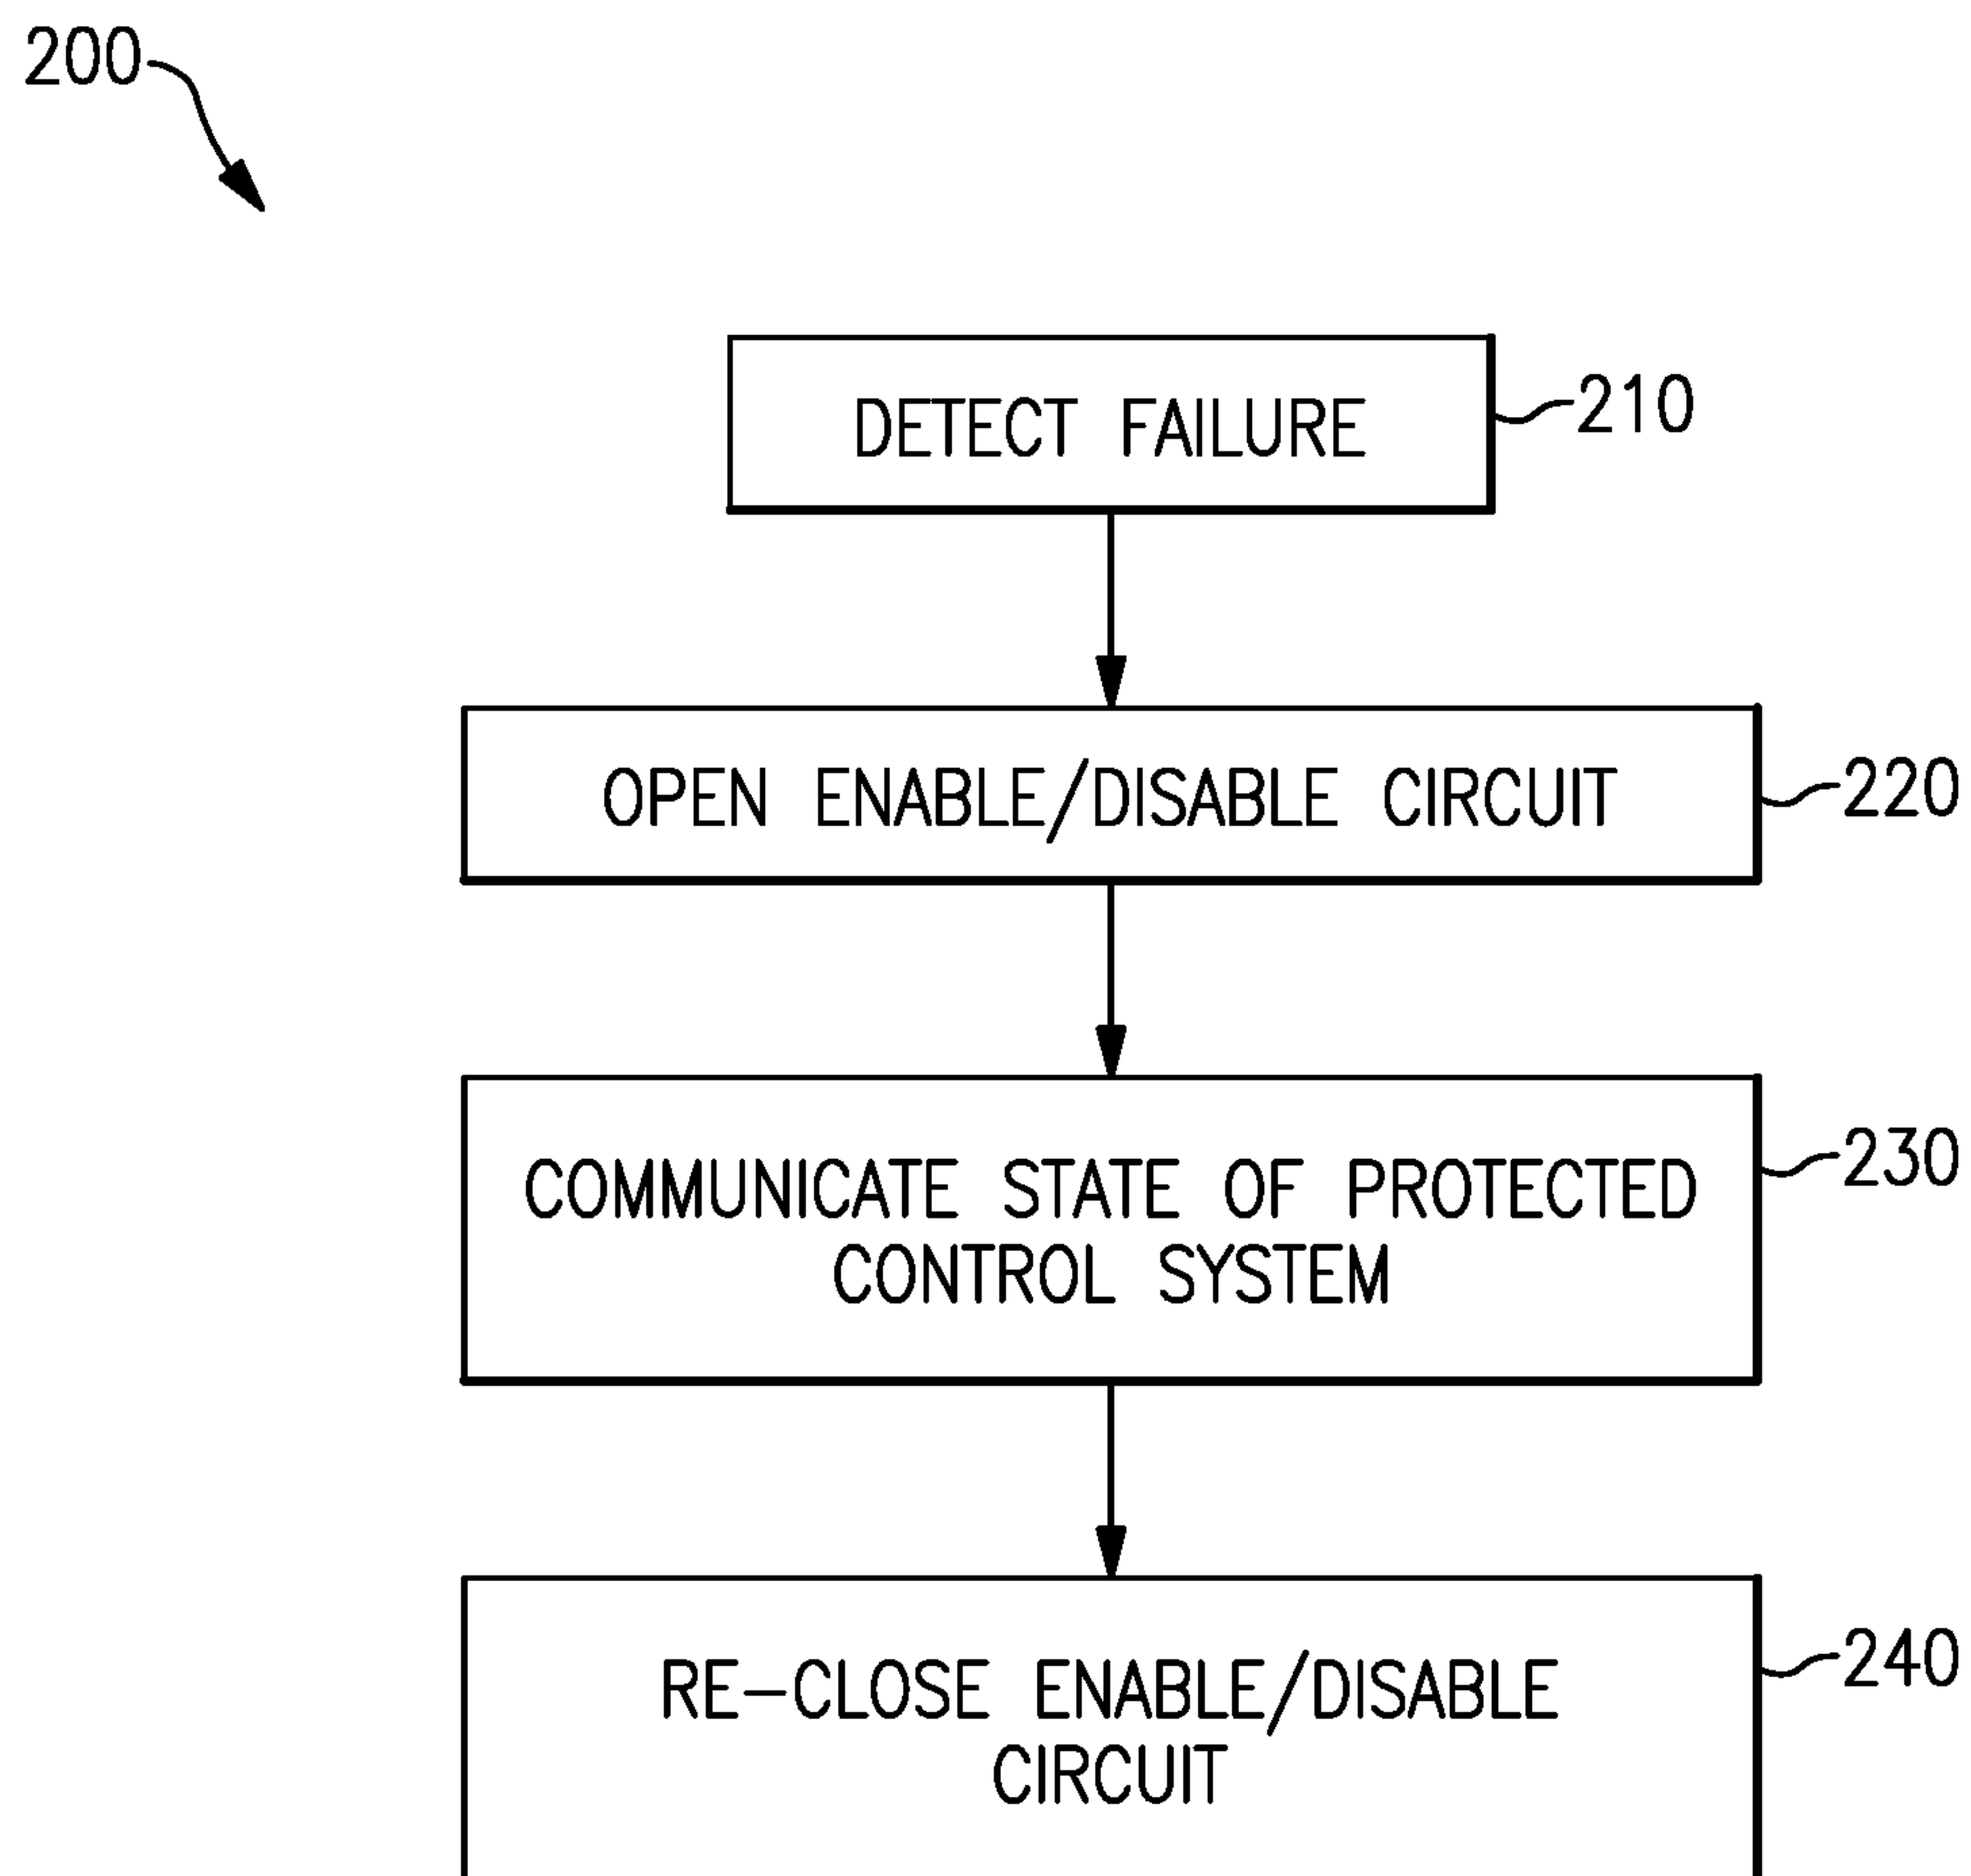 200
DETECT FAILURE
210
OPEN ENABLE/DISABLE CIRCUIT
220
COMMUNICATE STATE OF PROTECTED
CONTROL SYSTEM
230
RE-CLOSE ENABLE/DISABLE
CIRCUIT
240